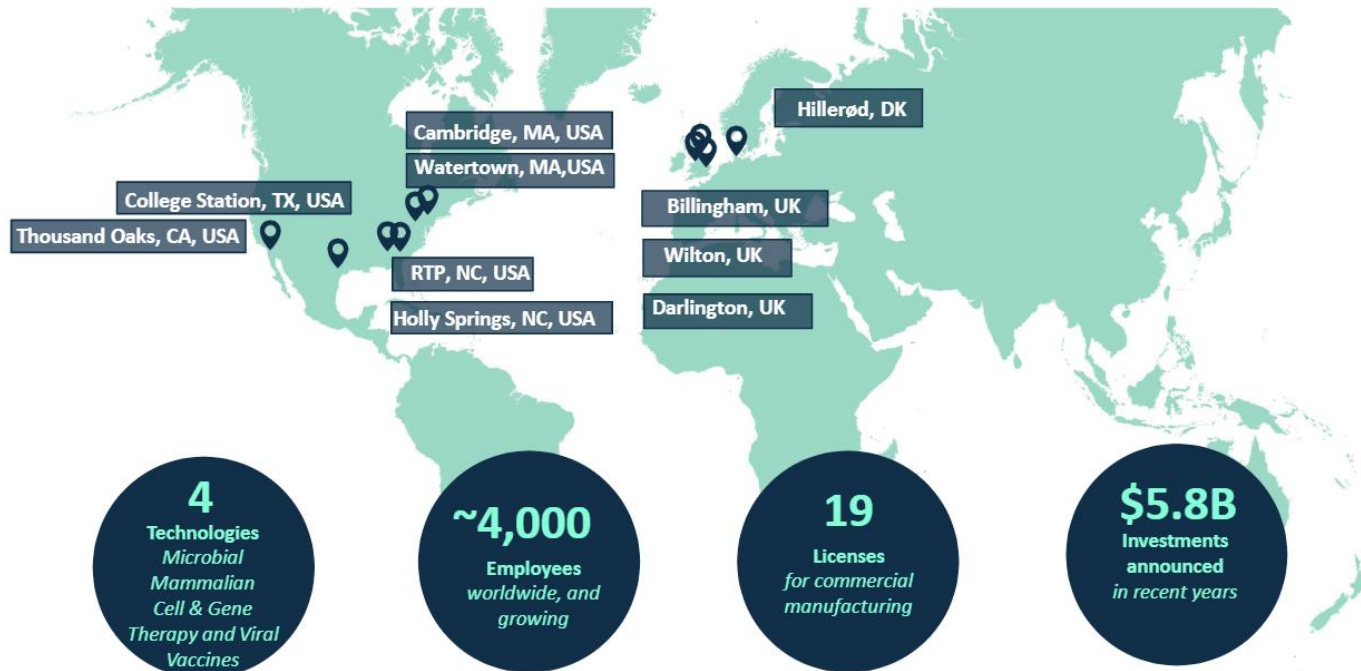 Hillerød, DK
Cambridge, MA, USA
Watertown, MA,USA
College Station, TX, USA
Thousand Oaks, CA, USA
Billingham, UK
Wilton, UK
RTP, NC, USA
Holly Springs, NC, USA
Darlington, UK
4
Technologies
Microbial
Mammalian
Cell & Gene
Therapy and Viral
Vaccines
~4,000
Employees
worldwide, and
growing
19
Licenses
for commercial
manufacturing
$5.8B
Investments
announced
in recent years